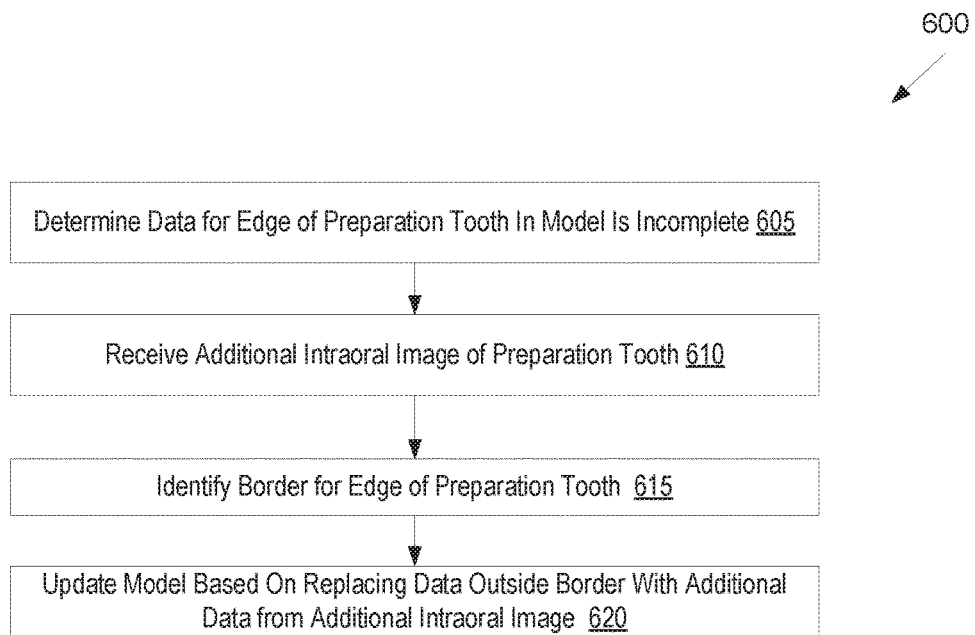 600
Determine Data for Edge of Preparation Tooth In Model Is Incomplete 605
Receive Additional Intraoral Image of Preparation Tooth 610
Identify Border for Edge of Preparation Tooth 615
Update Model Based On Replacing Data Outside Border With Additional
Data from Additional Intraoral Image 620